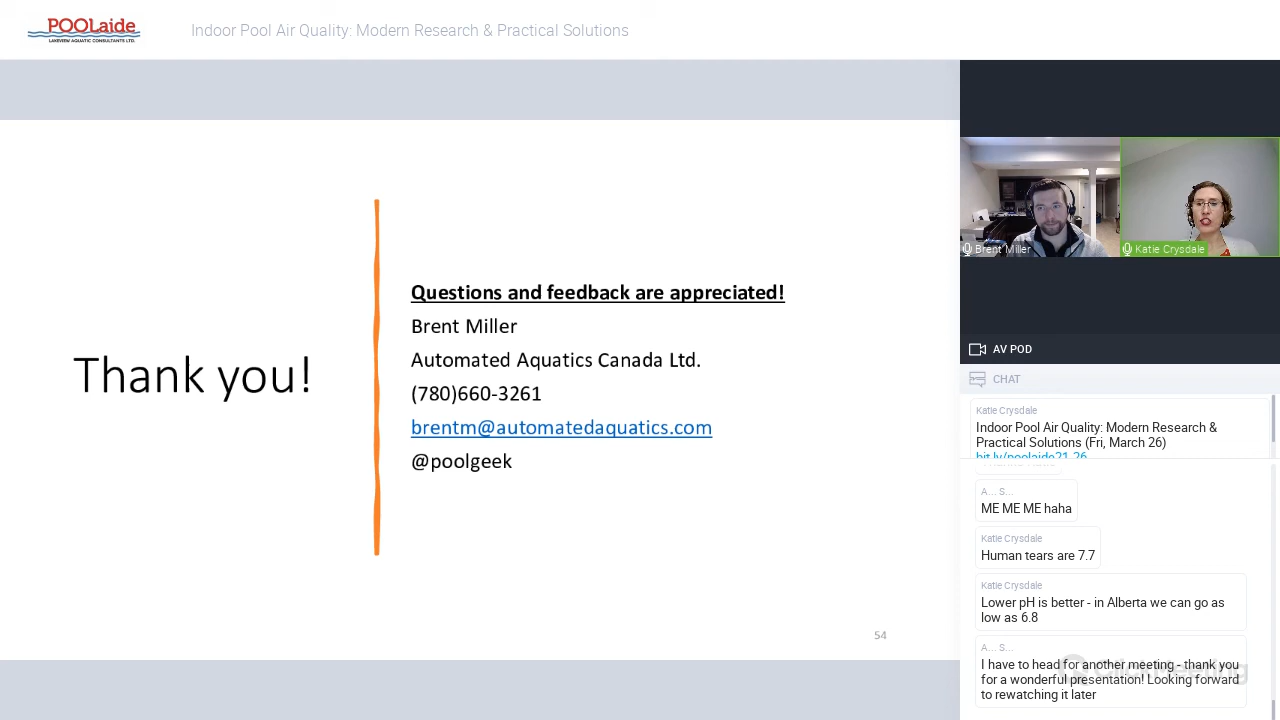 POOLaide
LAKEVIEW AQUATIC CONSULTANTS LTD.
Indoor Pool Air Quality: Modern Research & Practical Solutions
Thank you!
Questions and feedback are appreciated!
Brent Miller
Automated Aquatics Canada Ltd.
(780)660-3261
brentm@automatedaquatics.com
@poolgeek
54
Brent Miller
Katie Crysdale
AV POD
CHAT
Katie Crysdale
Indoor Pool Air Quality: Modern Research &
Practical Solutions (Fri, March 26)
bit.ly/poolaide21-26
A... S...
ME ME ME haha
Katie Crysdale
Human tears are 7.7
Katie Crysdale
Lower pH is better - in Alberta we can go as
low as 6.8
A... S...
I have to head for another meeting - thank you
for a wonderful presentation! Looking forward
to rewatching it later